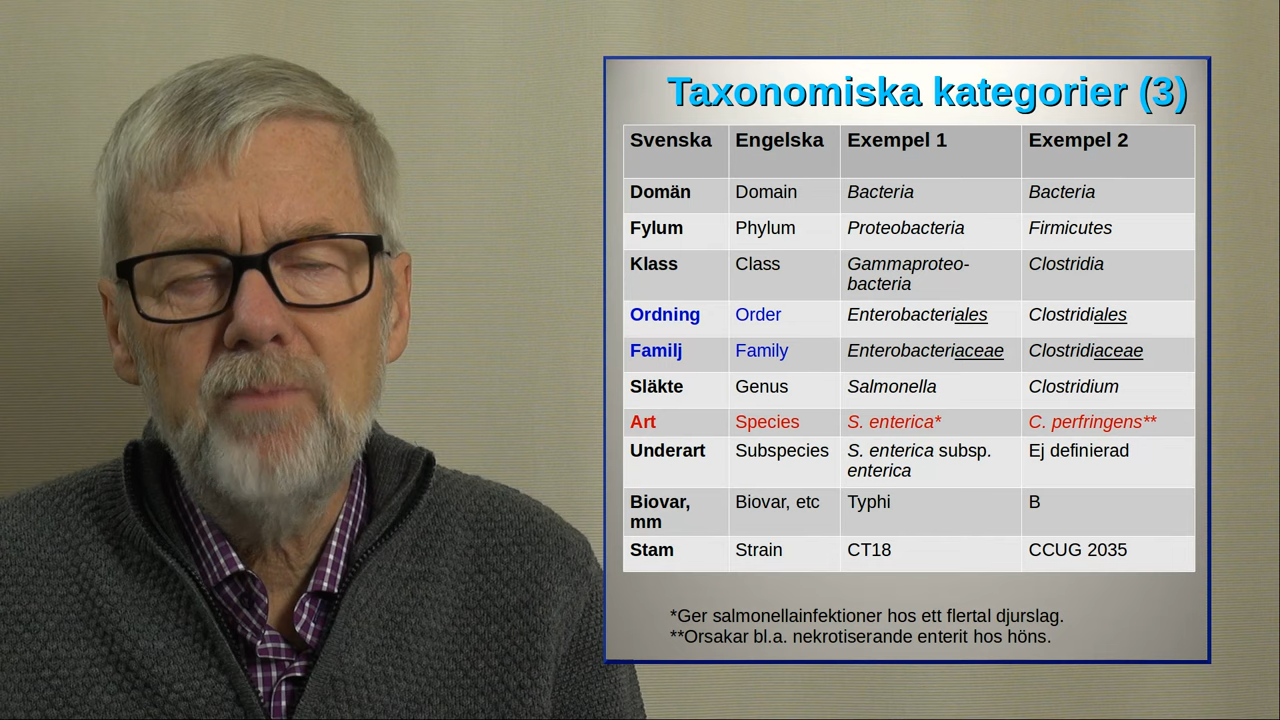 Taxonomiska kategorier (3)
Svenska Engelska Exempel 1 Exempel 2
Domän Domain Bacteria Bacteria
Fylum Phylum Proteobacteria Firmicutes
Klass Class Gammaproteo- Clostridia
bacteria
Ordning Order Enterobacteriales Clostridiales
Familj Family Enterobacteriaceae Clostridiaceae
Släkte Genus Salmonella Clostridium
Art Species S. enterica* C. perfringens**
Underart Subspecies S. enterica subsp. Ej definierad
enterica
Biovar, Biovar, etc Typhi B
mm
Stam Strain CT18 CCUG 2035
*Ger salmonellainfektioner hos ett flertal djurslag.
**Orsakar bl.a. nekrotiserande enterit hos höns.